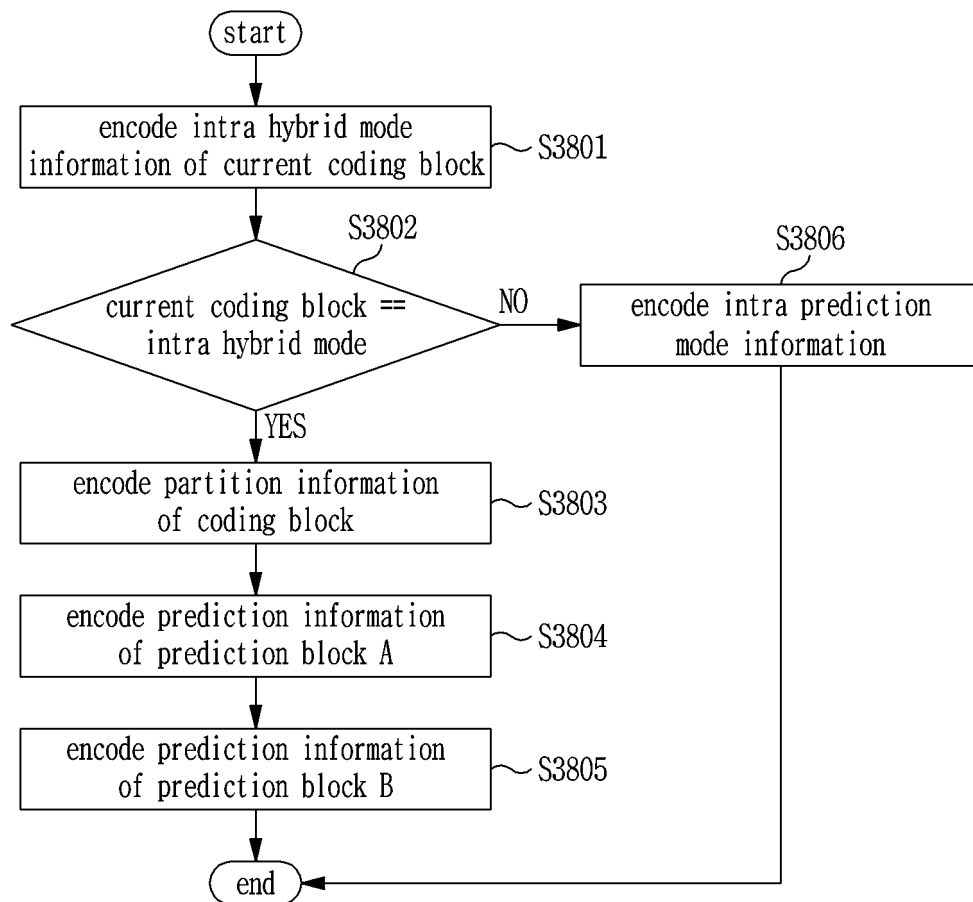 start
encode intra hybrid mode
information of current coding block
S3801
S3802
current coding block ==
intra hybrid mode
NO
S3806
encode intra prediction
mode information
YES
encode partition information
of coding block
S3803
encode prediction information
of prediction block A
S3804
encode prediction information
of prediction block B
S3805
end